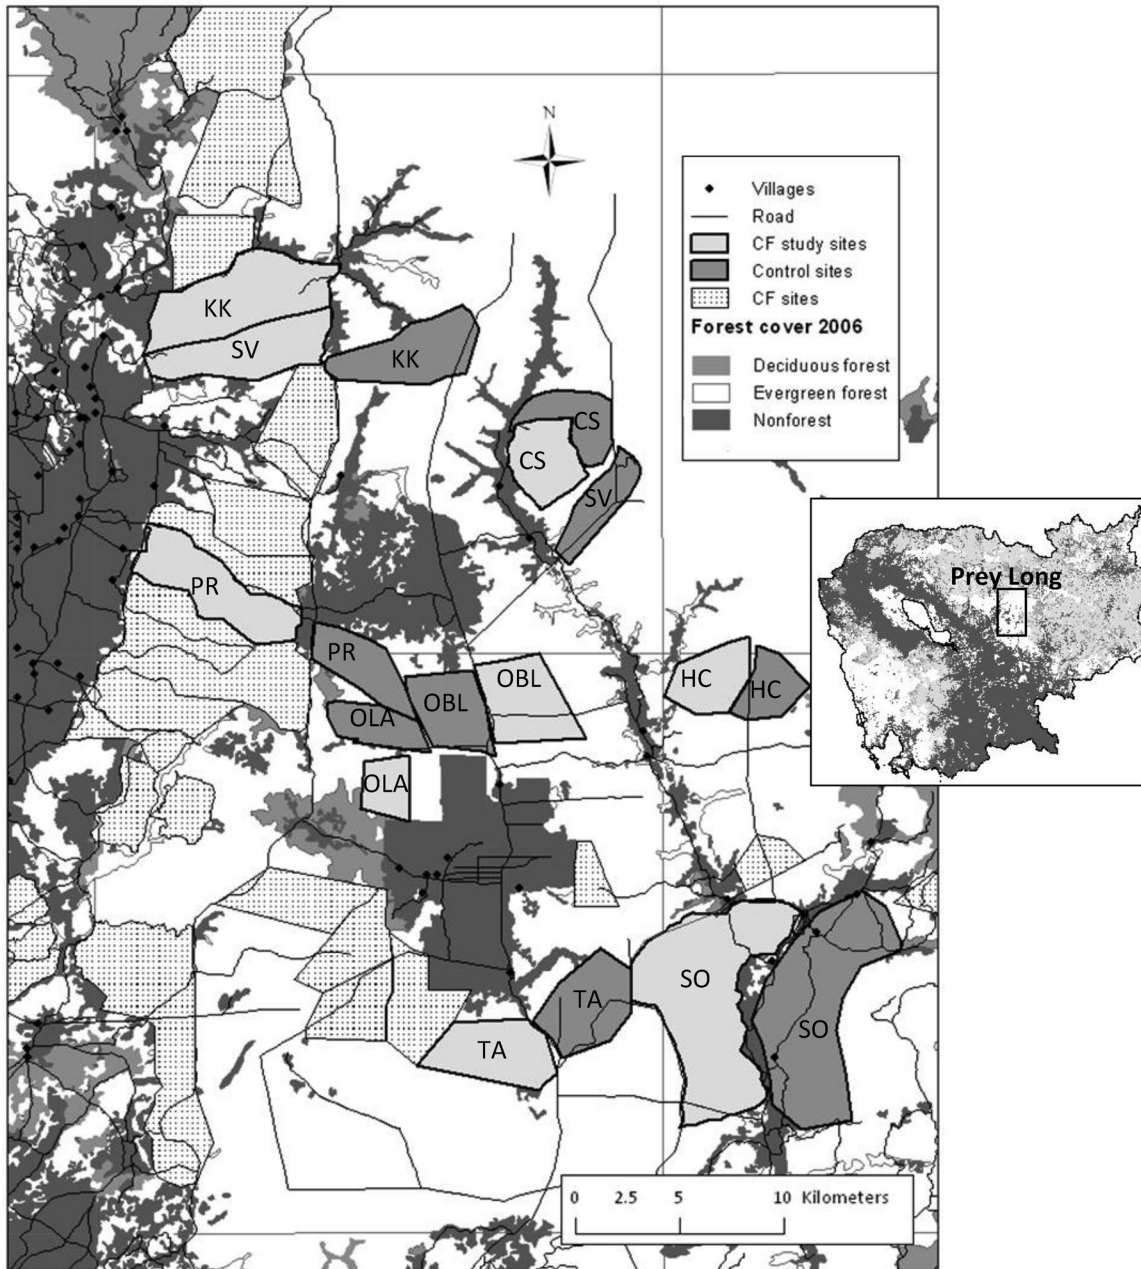 N
Villages
Road
CF study sites
Control sites
CF sites
Forest cover 2006
Deciduous forest
Evergreen forest
Nonforest
KK
SV
KK
CS
CS
SV
Prey Long
PR
PR
OBL
OBL
HC
HC
OLA
OLA
SO
TA
SO
TA
0 2.5 5 10 Kilometers